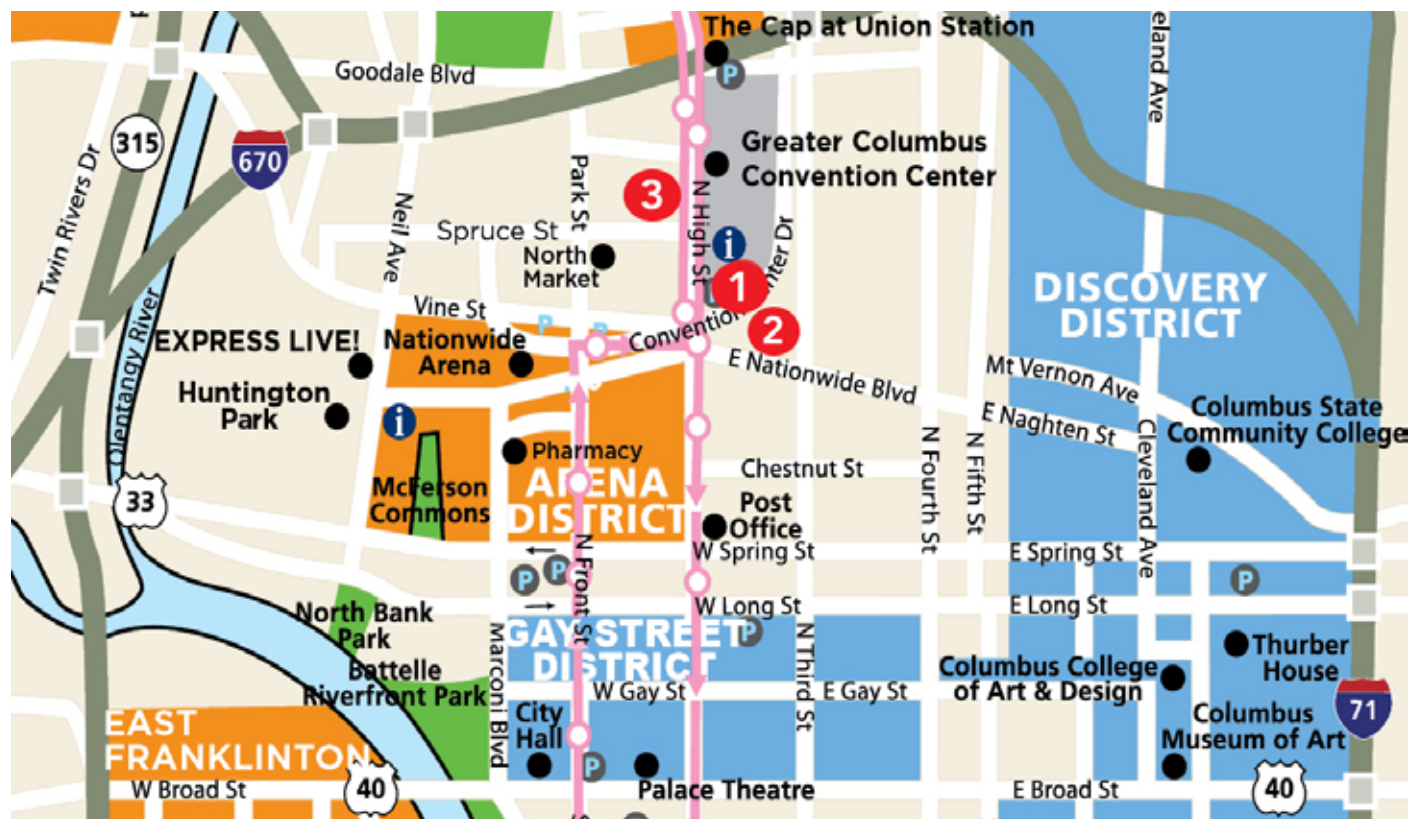 The Cap at Union Station
Goodale Blvd
P
eland Ave
315
670
Twin Rivers Dr
Neil Ave
Park St
3
N High St
Greater Columbus
Convention Center
i
Spruce St
North
Market
1
nter Dr
2
Convention
Vine St
P
P
EXPRESS LIVE!
Nationwide
Arena
Huntington
Park
Olentangy River
i
E Nationwide Blvd
DISCOVERY
DISTRICT
Mt Vernon Ave
E Naghten St
Columbus State
Community College
Pharmacy
Chestnut St
N Fourth St
N Fifth St
Cleveland Ave
33
McFerson
Commons
ARENA
DISTRICT
Post
Office
W Spring St
E Spring St
P
P
P
N Front St
W Long St
E Long St
North Bank
Park
GAY STREET
DISTRICT
P
Marconi Blvd
N Third St
Battelle
Riverfront Park
W Gay St
E Gay St
Columbus College
of Art & Design
Thurber
House
71
EAST
FRANKLINTON
City
Hall
P
Columbus
Museum of Art
W Broad St
40
Palace Theatre
E Broad St
40